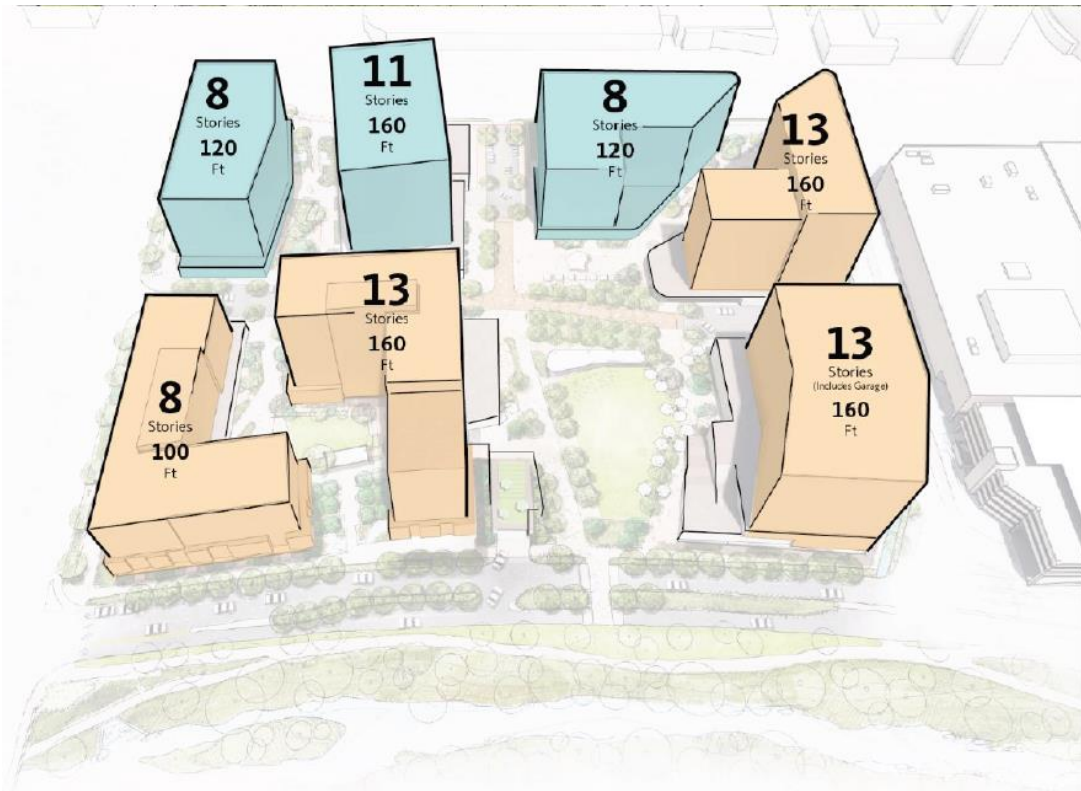 8
Stories
120
Ft
11
Stories
160
Ft
8
Stories
120
Ft
13
Stories
160
Ft
13
Stories
160
Ft
13
Stories
(Includes Garage)
160
Ft
8
Stories
100
Ft